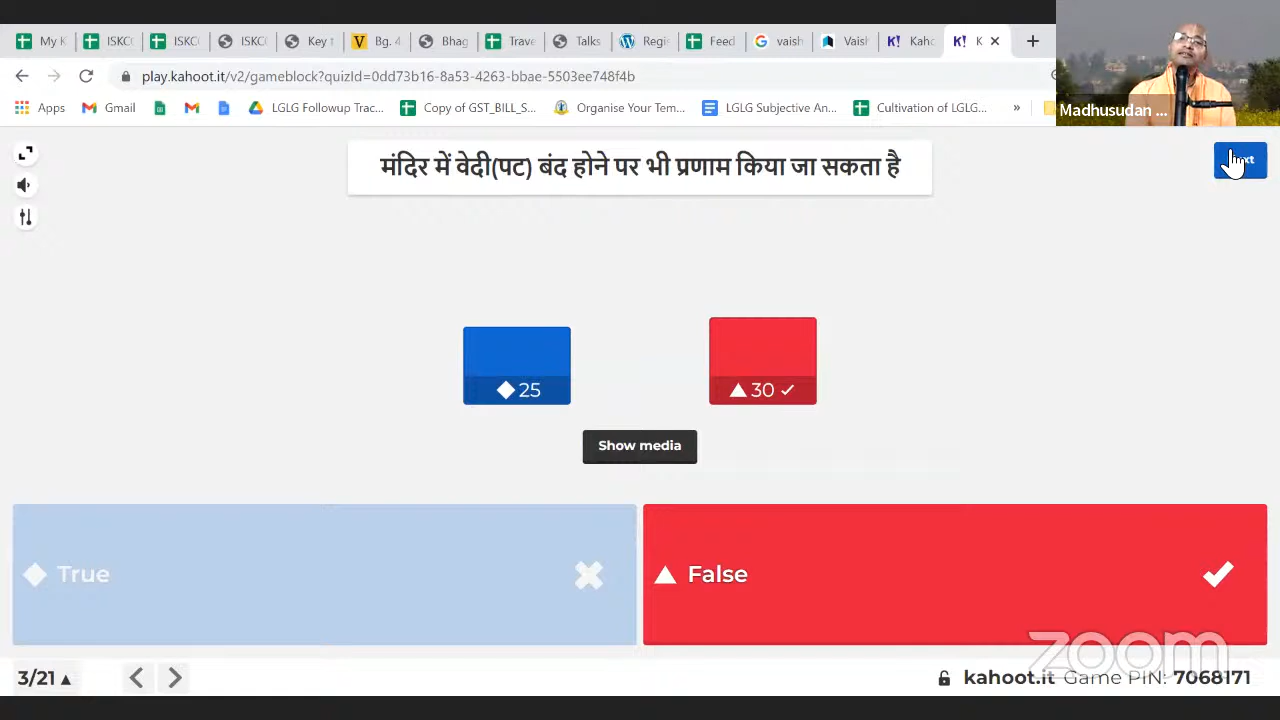 My K
ISKC
ISKC
ISKC
Key t
Bg. 4
Bhag
Trave
Talks
Regi
Feed
vaish
Vaish
Kaho
K
play.kahoot.it/v2/gameblock?quizId=0dd73b16-8a53-4263-bbae-5503ee748f4b
Apps
Gmail
LGLG Followup Trac...
Copy of GST_BILL_S...
Organise Your Tem...
LGLG Subjective An...
Cultivation of LGLG...
»
Madhusudan ...
मंदिर में वेदी(पट) बंद होने पर भी प्रणाम किया जा सकता है
25
30
Show media
True
False
zoom
3/21
kahoot.it Game PIN: 7068171